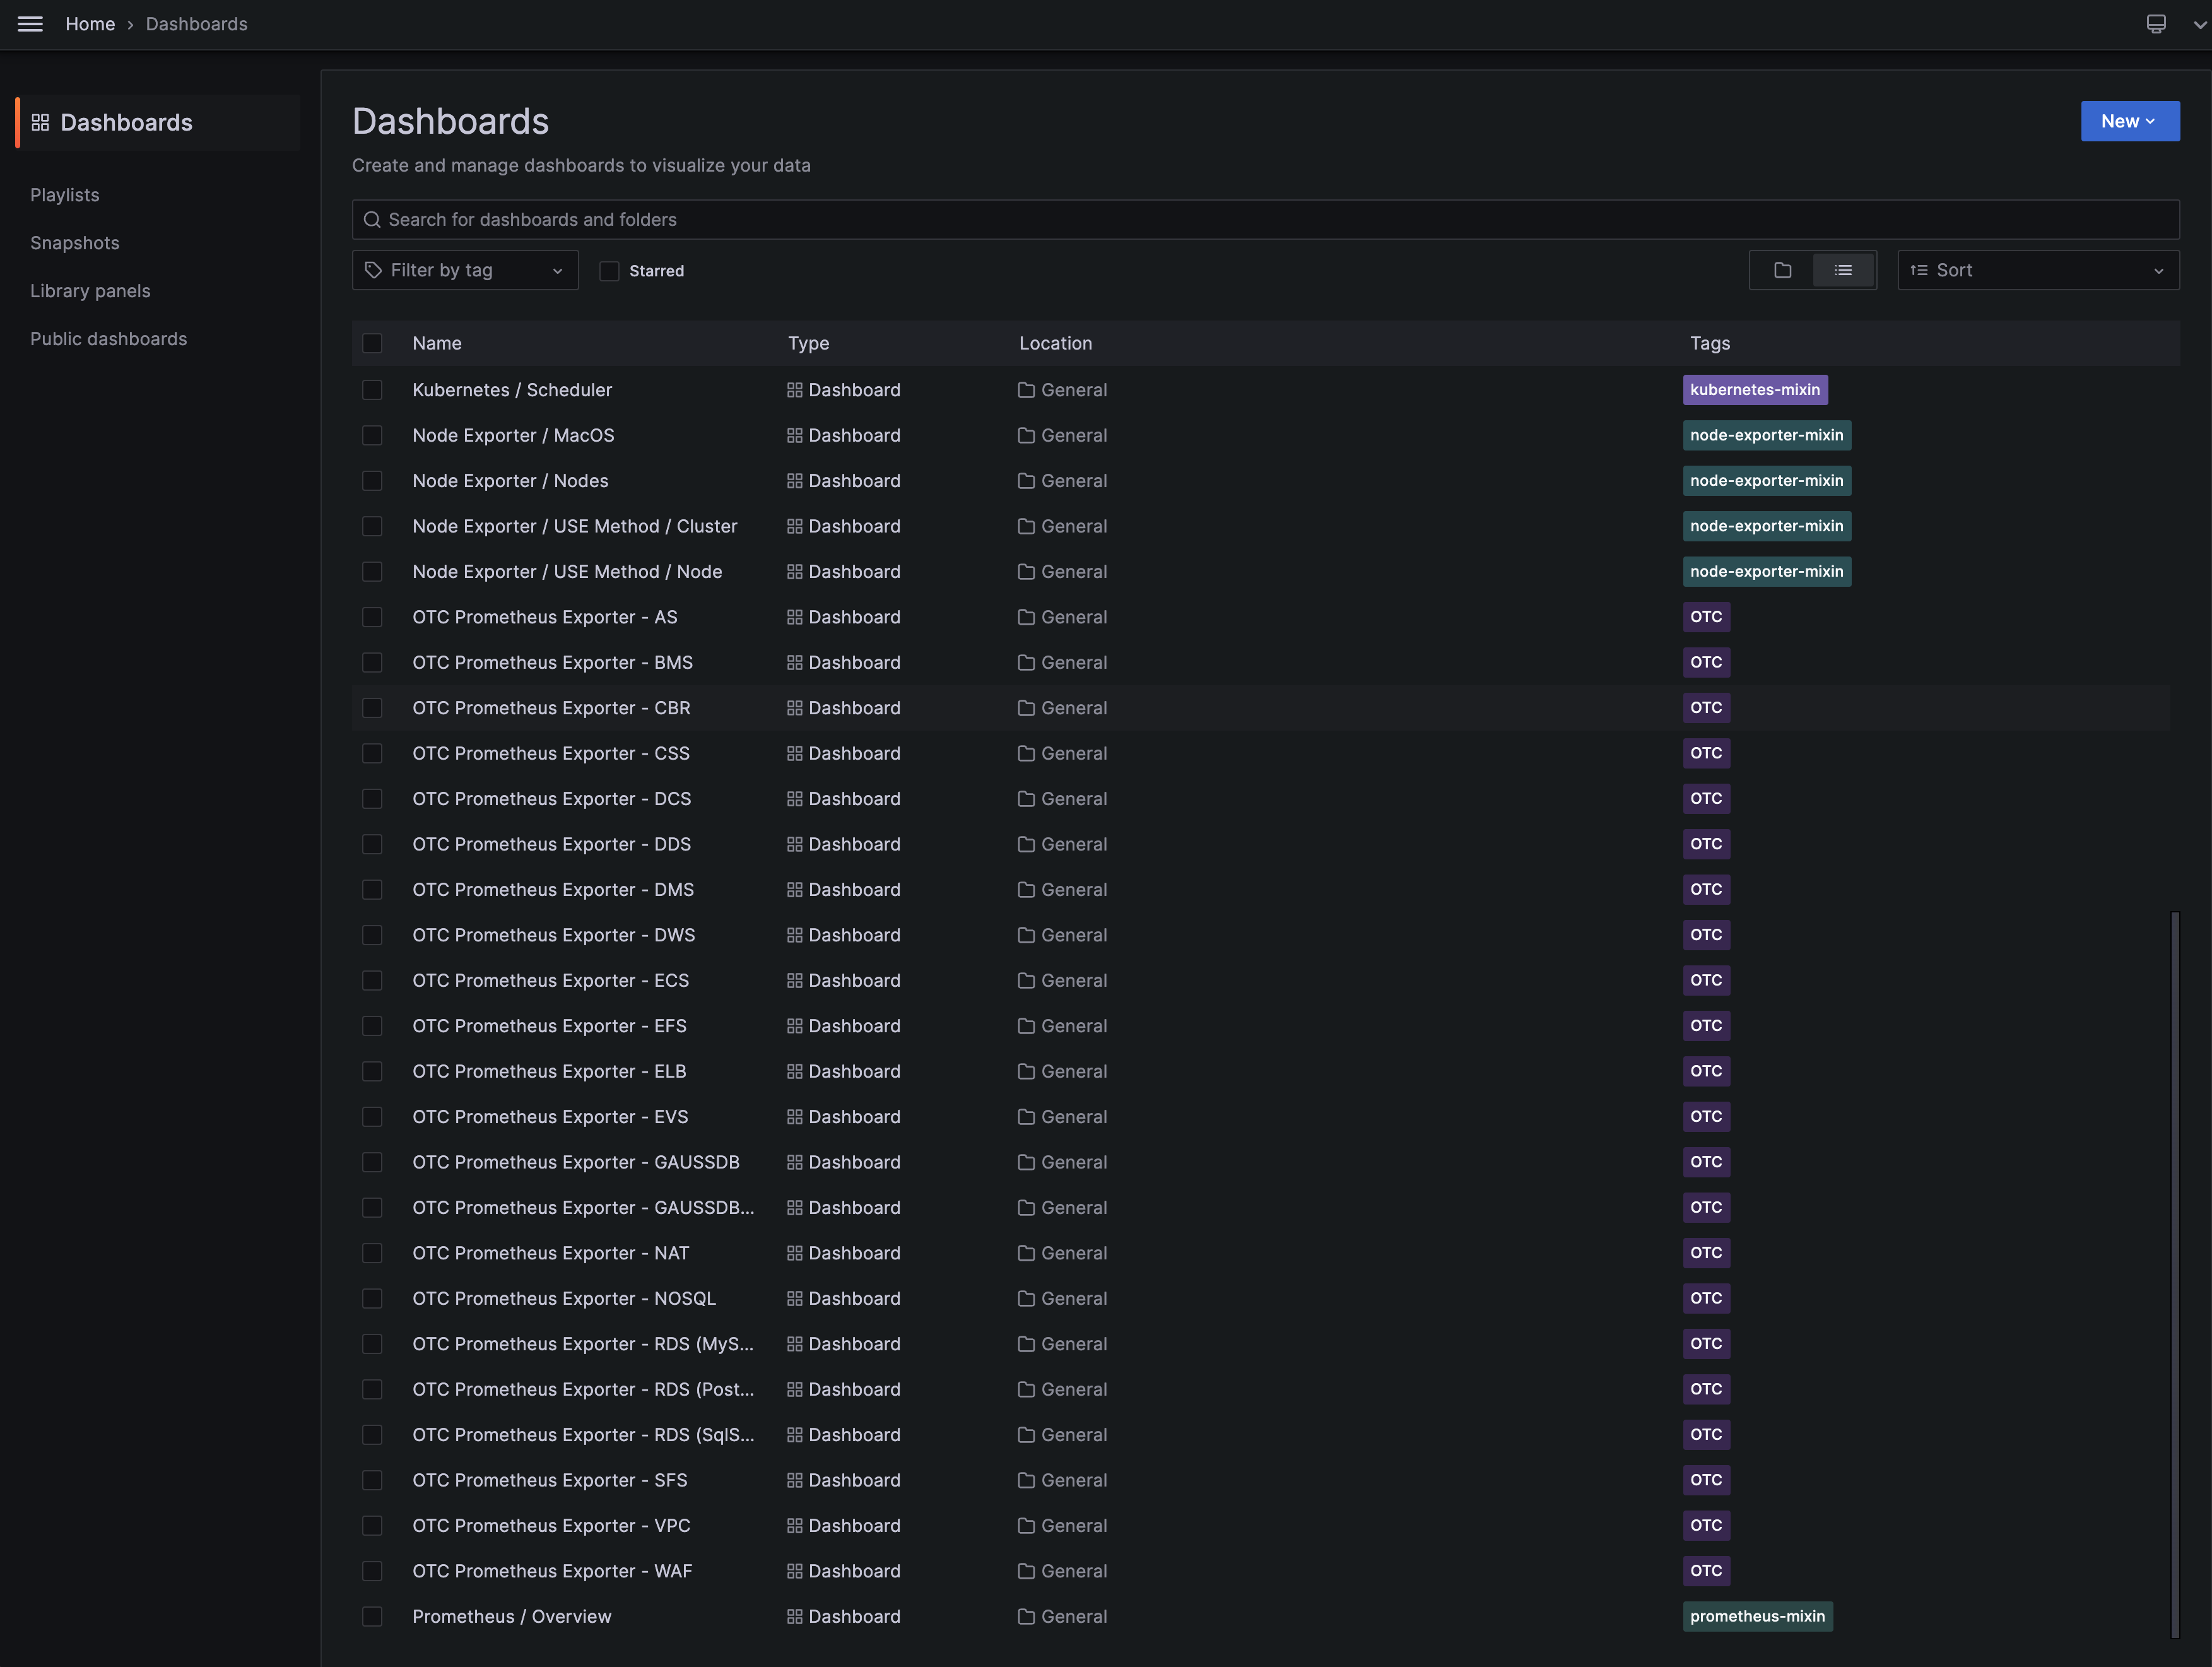 Home › Dashboards
Dashboards
Playlists
Snapshots
Library panels
Public dashboards
Dashboards
New
Create and manage dashboards to visualize your data
Search for dashboards and folders
Filter by tag Starred Sort
Name Type Location Tags
Kubernetes / Scheduler Dashboard General kubernetes-mixin
Node Exporter / MacOS Dashboard General node-exporter-mixin
Node Exporter / Nodes Dashboard General node-exporter-mixin
Node Exporter / USE Method / Cluster Dashboard General node-exporter-mixin
Node Exporter / USE Method / Node Dashboard General node-exporter-mixin
OTC Prometheus Exporter - AS Dashboard General OTC
OTC Prometheus Exporter - BMS Dashboard General OTC
OTC Prometheus Exporter - CBR Dashboard General OTC
OTC Prometheus Exporter - CSS Dashboard General OTC
OTC Prometheus Exporter - DCS Dashboard General OTC
OTC Prometheus Exporter - DDS Dashboard General OTC
OTC Prometheus Exporter - DMS Dashboard General OTC
OTC Prometheus Exporter - DWS Dashboard General OTC
OTC Prometheus Exporter - ECS Dashboard General OTC
OTC Prometheus Exporter - EFS Dashboard General OTC
OTC Prometheus Exporter - ELB Dashboard General OTC
OTC Prometheus Exporter - EVS Dashboard General OTC
OTC Prometheus Exporter - GAUSSDB Dashboard General OTC
OTC Prometheus Exporter - GAUSSDB... Dashboard General OTC
OTC Prometheus Exporter - NAT Dashboard General OTC
OTC Prometheus Exporter - NOSQL Dashboard General OTC
OTC Prometheus Exporter - RDS (MyS... Dashboard General OTC
OTC Prometheus Exporter - RDS (Post... Dashboard General OTC
OTC Prometheus Exporter - RDS (SqlS... Dashboard General OTC
OTC Prometheus Exporter - SFS Dashboard General OTC
OTC Prometheus Exporter - VPC Dashboard General OTC
OTC Prometheus Exporter - WAF Dashboard General OTC
Prometheus / Overview Dashboard General prometheus-mixin